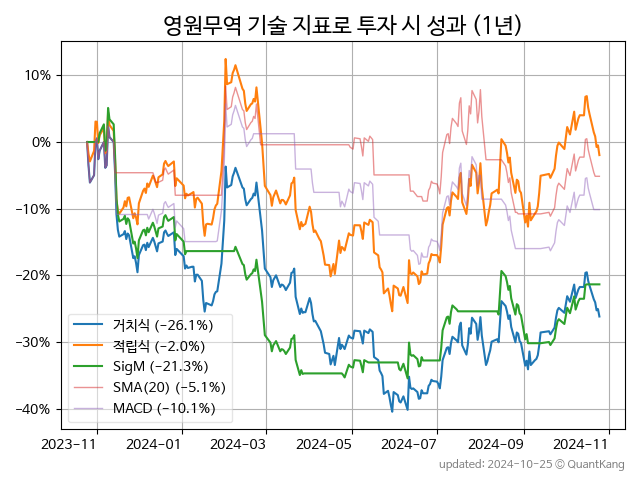 영원무역 기술 지표로 투자 시 성과 (1년)
10%
0%
−10%
−20%
−30%
−40%
거치식 (−26.1%)
적립식 (−2.0%)
SigM (−21.3%)
SMA(20) (−5.1%)
MACD (−10.1%)
2023-11
2024-01
2024-03
2024-05
2024-07
2024-09
2024-11
updated: 2024-10-25 © QuantKang